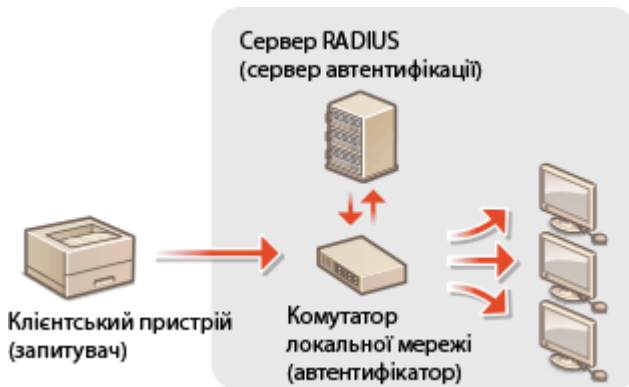 Сервер RADIUS
(сервер автентифікації)
Клієнтський пристрій
(запитувач)
Комутатор
локальної мережі
(автентифікатор)